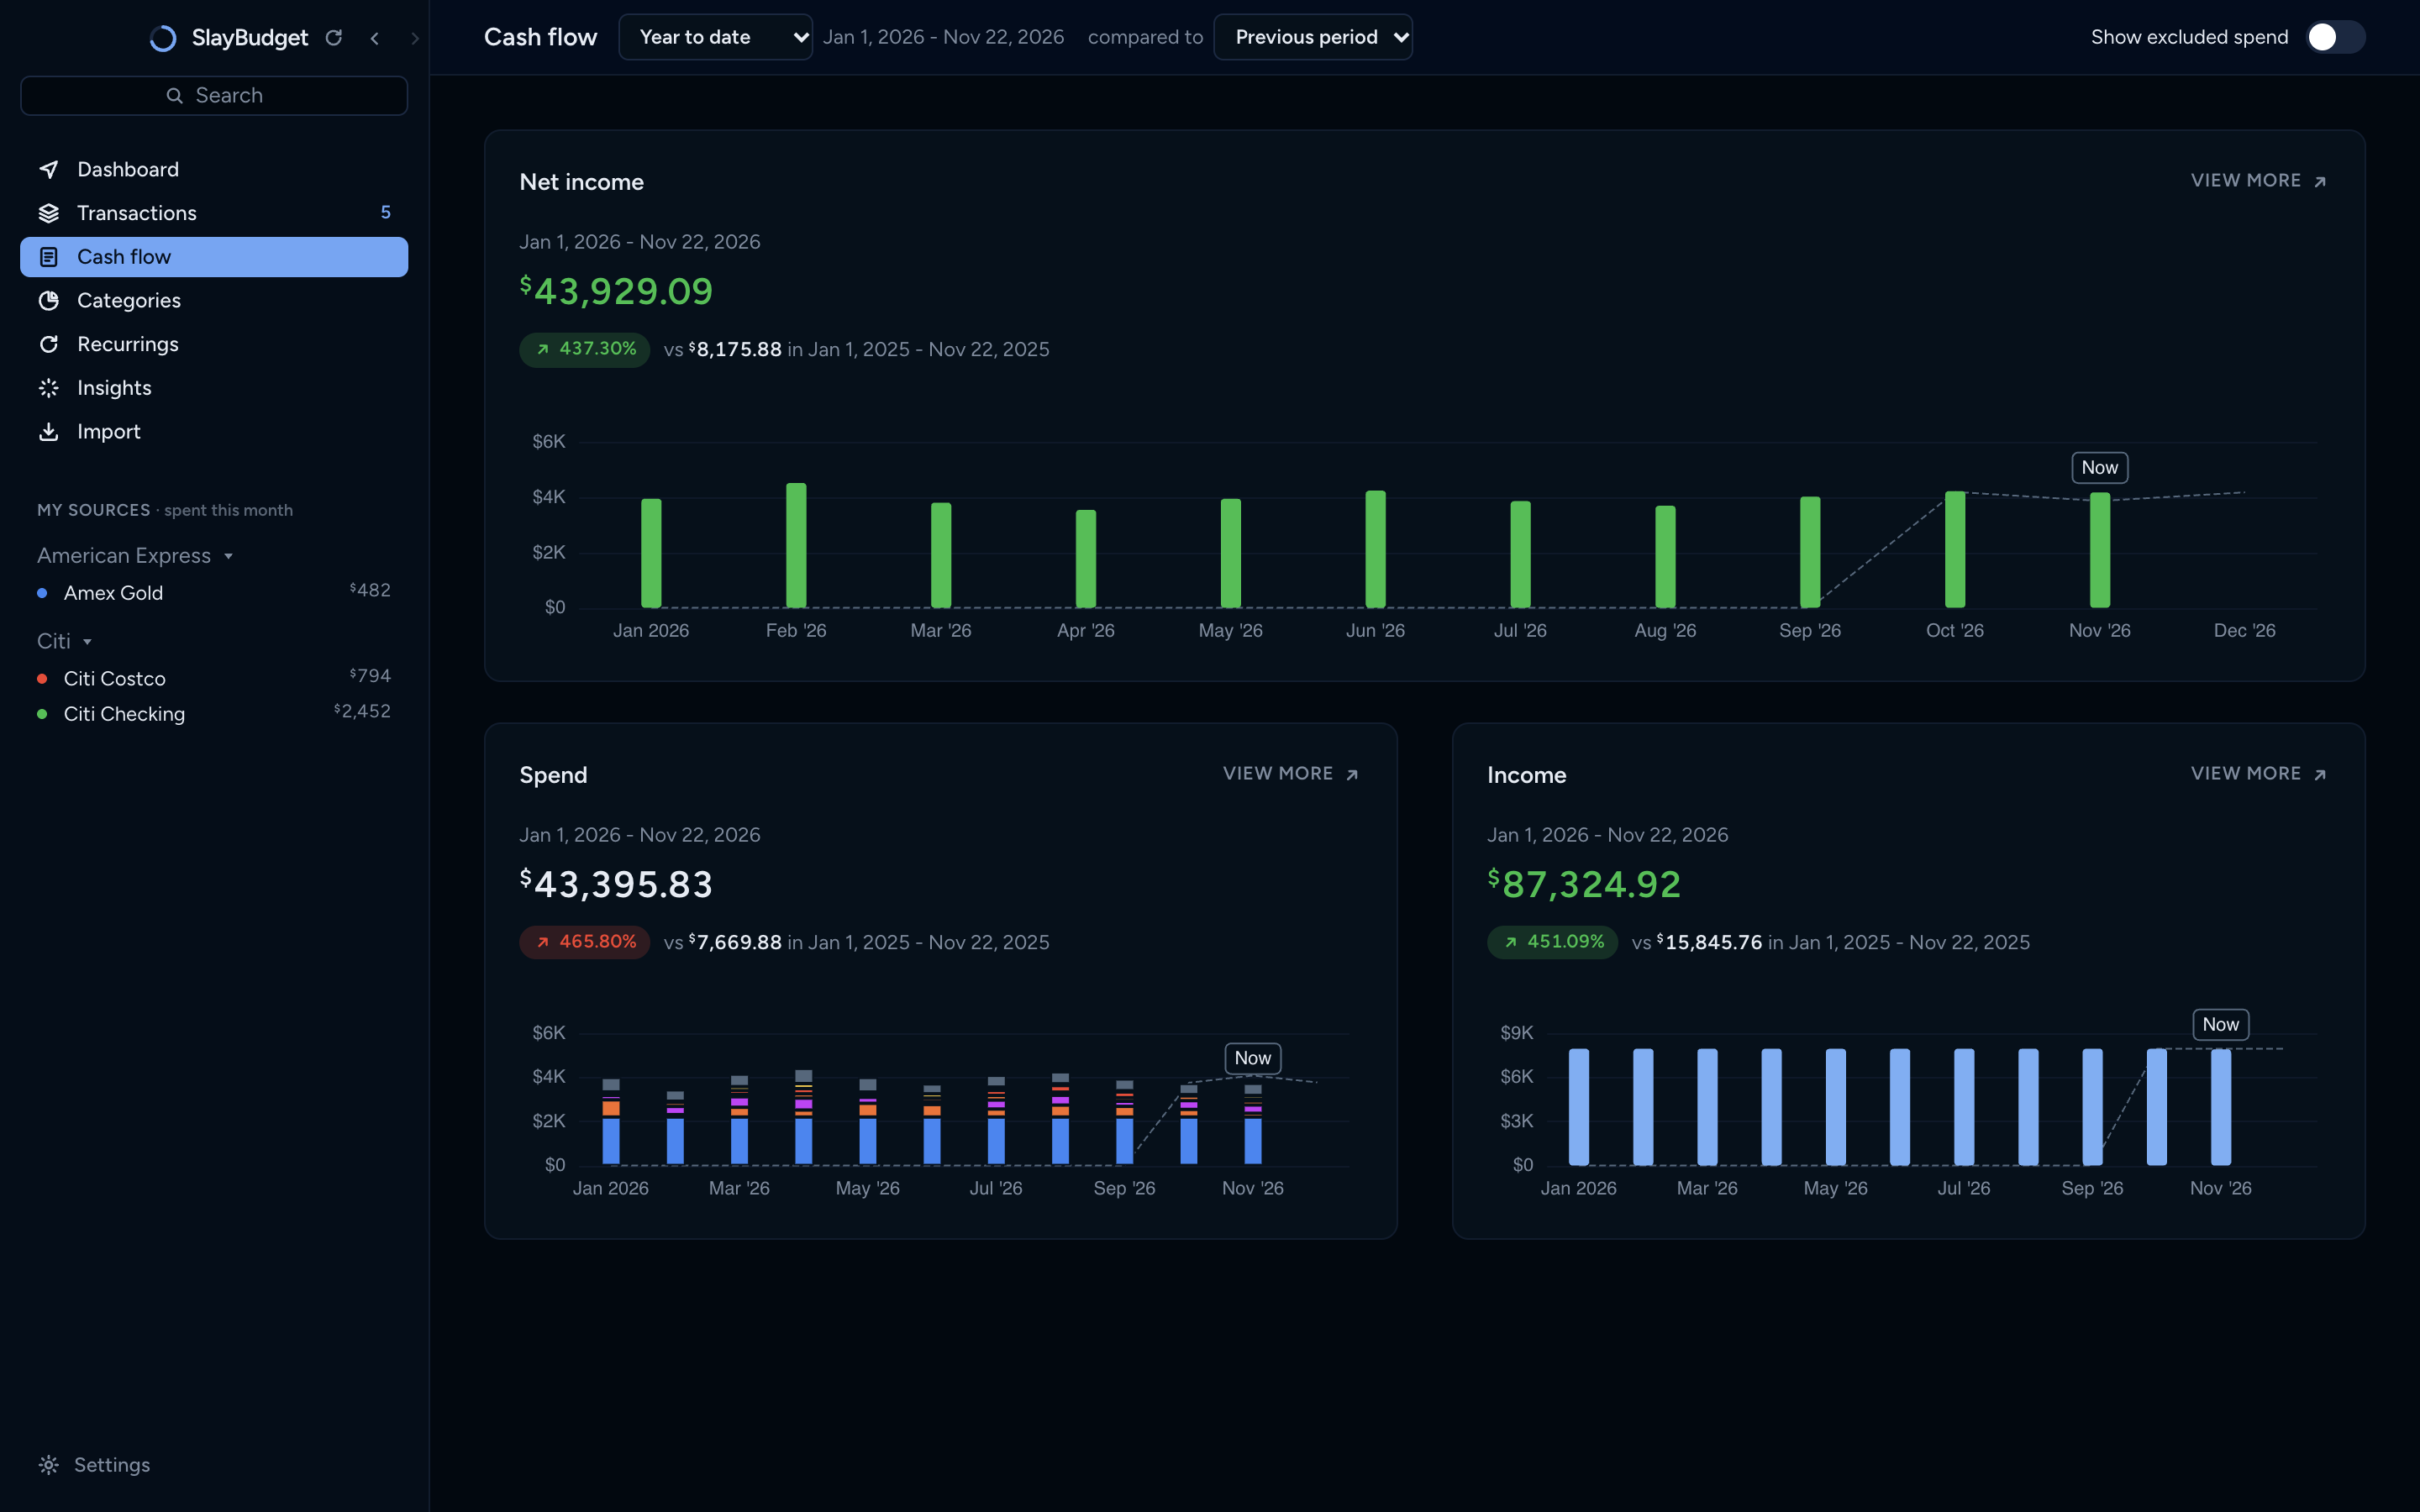 SlayBudget
Search
Dashboard
Transactions 5
Cash flow
Categories
Recurrings
Insights
Import
MY SOURCES · spent this month
American Express
Amex Gold $482
Citi
Citi Costco $794
Citi Checking $2,452
Settings
Cash flow Year to date Jan 1, 2026 - Nov 22, 2026 compared to Previous period Show excluded spend
Net income VIEW MORE
Jan 1, 2026 - Nov 22, 2026
$43,929.09
437.30% vs $8,175.88 in Jan 1, 2025 - Nov 22, 2025
$6K
Now
$4K
$2K
$0
Jan 2026 Feb '26 Mar '26 Apr '26 May '26 Jun '26 Jul '26 Aug '26 Sep '26 Oct '26 Nov '26 Dec '26
Spend VIEW MORE
Jan 1, 2026 - Nov 22, 2026
$43,395.83
465.80% vs $7,669.88 in Jan 1, 2025 - Nov 22, 2025
$6K
Now
$4K
$2K
$0
Jan 2026 Mar '26 May '26 Jul '26 Sep '26 Nov '26
Income VIEW MORE
Jan 1, 2026 - Nov 22, 2026
$87,324.92
451.09% vs $15,845.76 in Jan 1, 2025 - Nov 22, 2025
Now
$9K
$6K
$3K
$0
Jan 2026 Mar '26 May '26 Jul '26 Sep '26 Nov '26